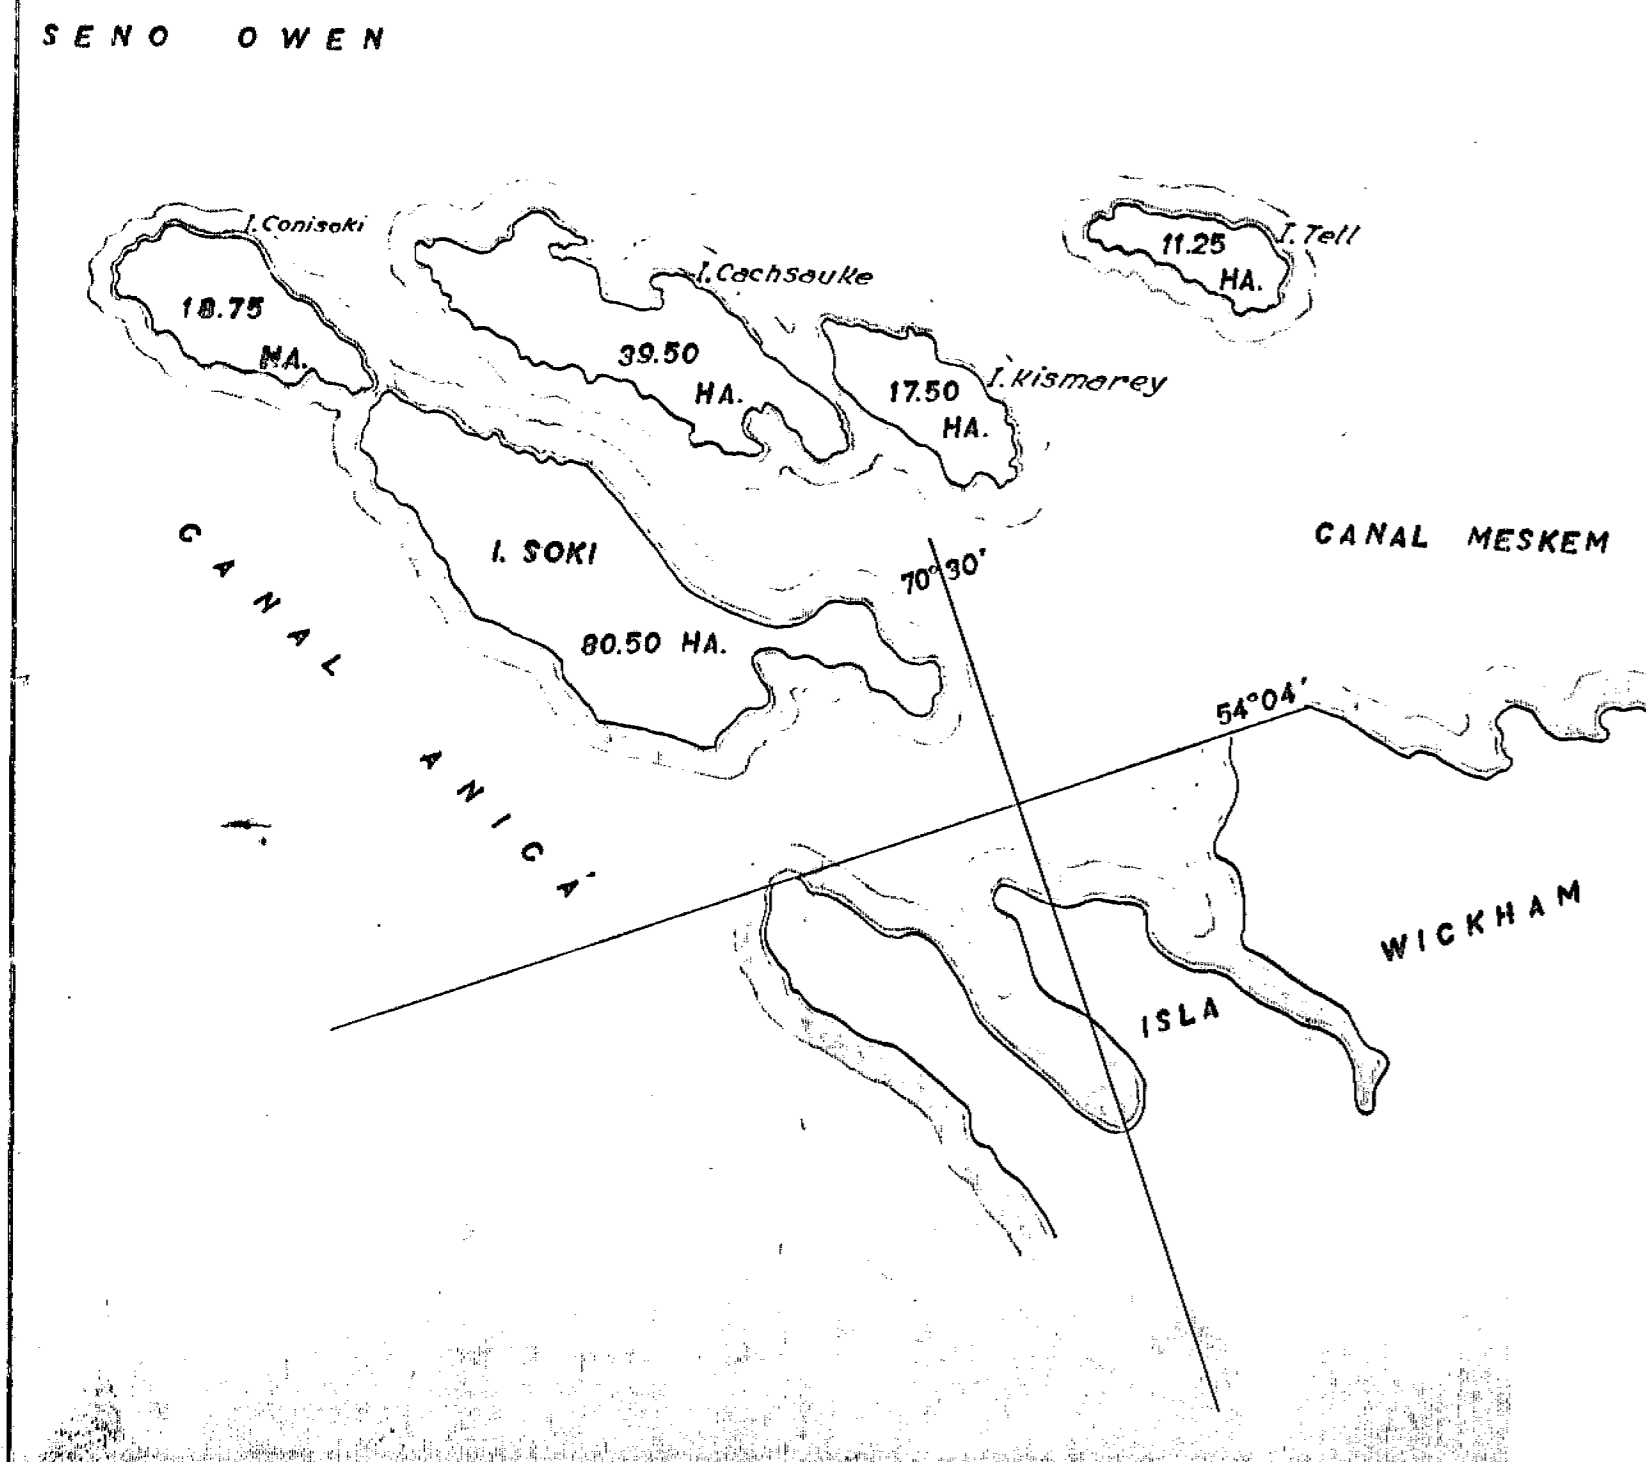 SENO OWEN
I. Conisoki
18.75
HA.
I. Cachsauke
39.50
HA.
I. Kismarey
17.50
HA.
I. Tell
11.25
HA.
CANAL MESKEM
I. SOKI
80.50 HA.
70°30'
54°04'
CANAL ANICÁ
ISLA WICKHAM